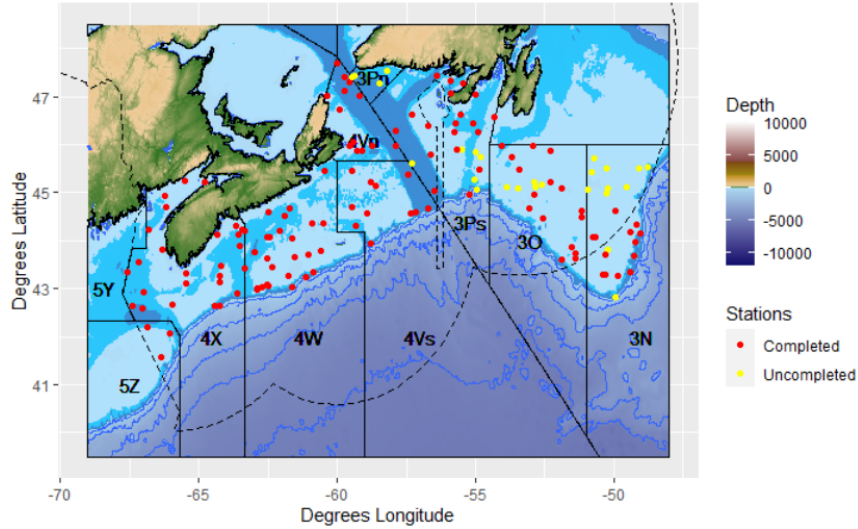 Degrees Latitude
47
45
43
41
-70
-65
-60
-55
-50
Degrees Longitude
3Pn
4Vn
3Ps
3O
5Y
4X
4W
4Vs
3N
5Z
Depth
10000
5000
0
-5000
-10000
Stations
Completed
Uncompleted